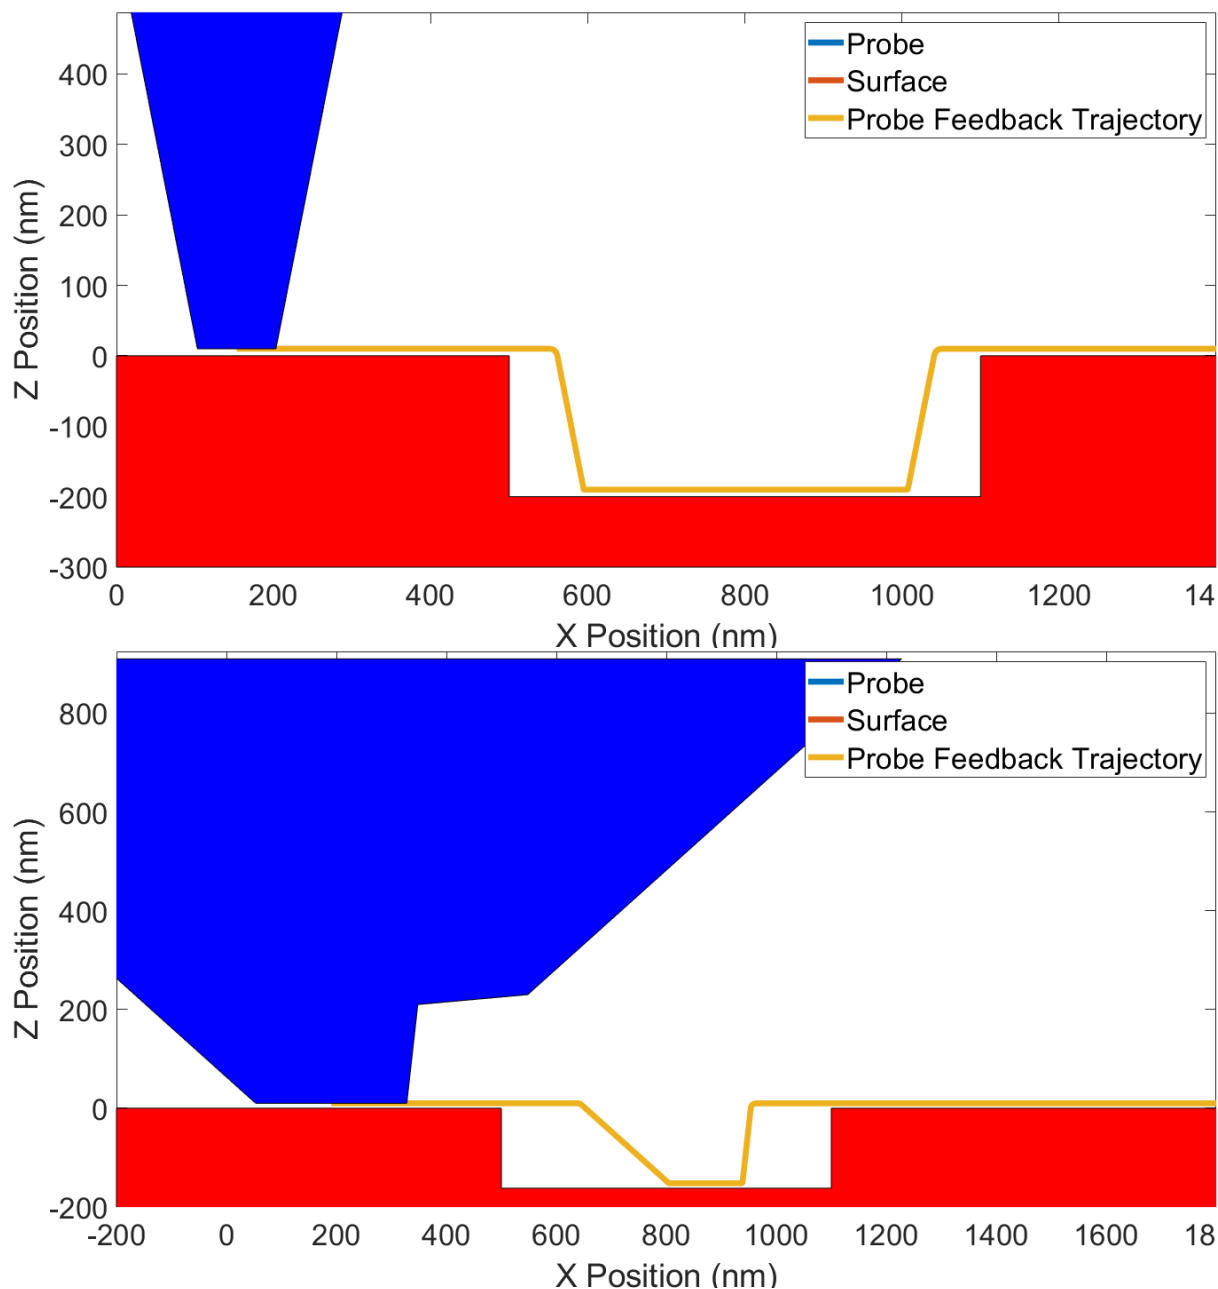 Probe
Surface
Probe Feedback Trajectory
Z Position (nm)
400
300
200
100
0
-100
-200
-300
0 200 400 600 800 1000 1200 14
X Position (nm)
Probe
Surface
Probe Feedback Trajectory
Z Position (nm)
800
600
400
200
0
-200
-200 0 200 400 600 800 1000 1200 1400 1600 18
X Position (nm)